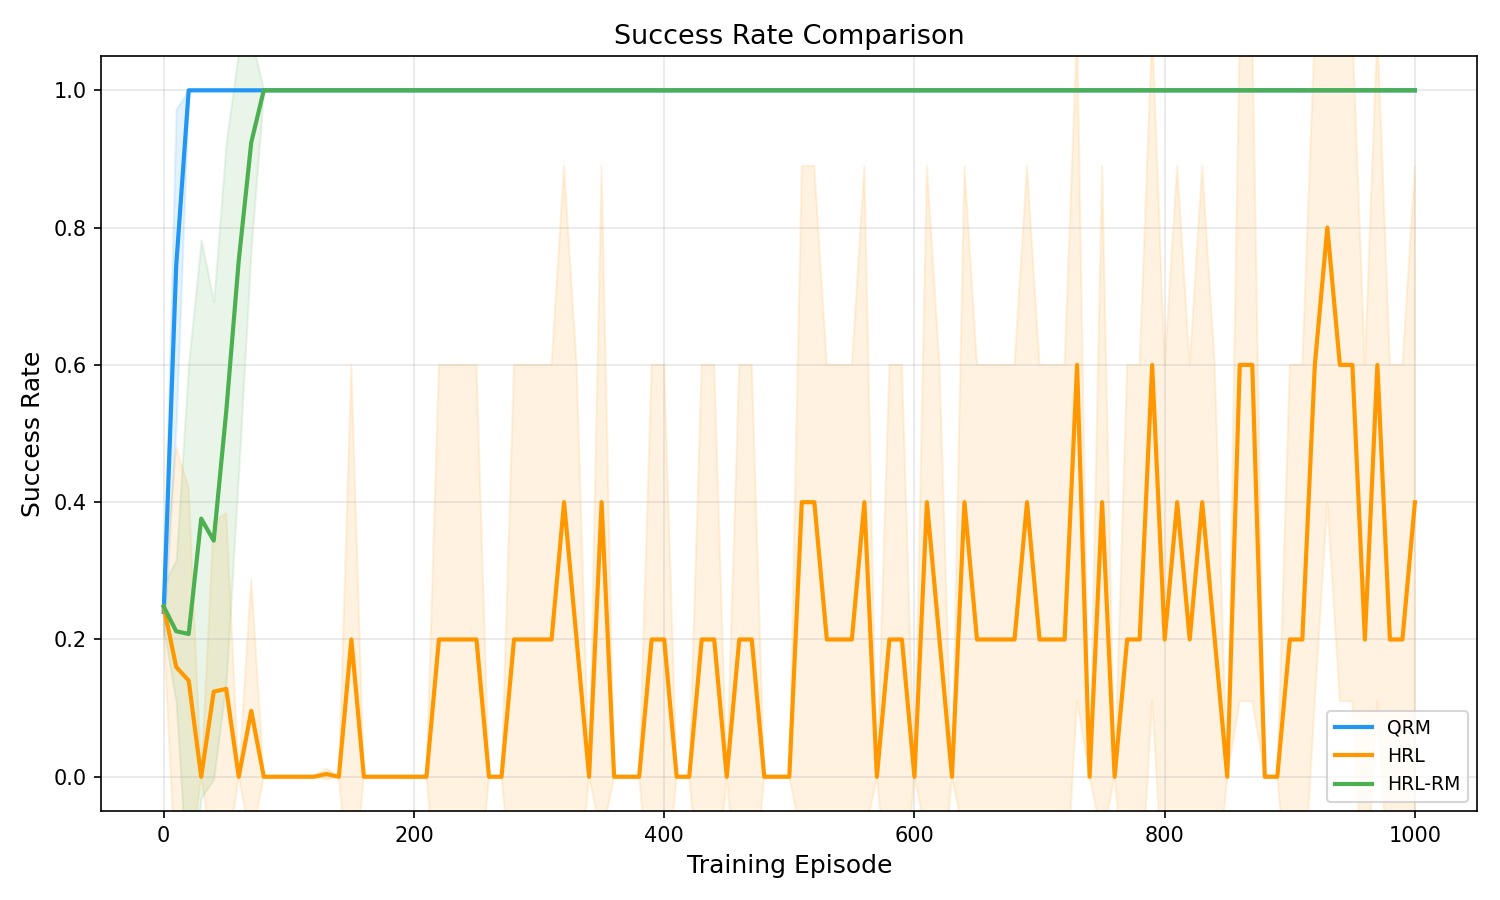 Success Rate Comparison
Success Rate
1.0
0.8
0.6
0.4
0.2
0.0
QRM
HRL
HRL-RM
0 200 400 600 800 1000
Training Episode